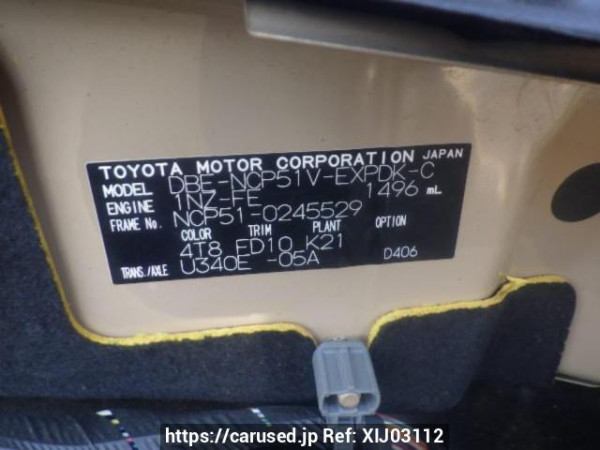 TOYOTA MOTOR CORPORATION JAPAN
MODEL DBE-NCP51V-EXPDK-C
ENGINE 1NZ-FE 1496 mL
FRAME No. NCP51-0245529
COLOR TRIM PLANT OPTION
4T8 FD10 K21
TRANS./AXLE U340E -05A D406
https://carused.jp Ref: XIJ03112